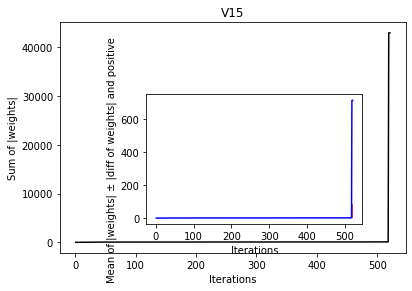 V15
Sum of |weights|
40000
30000
20000
10000
0
Mean of |weights| ± |diff of weights| and positive
600
400
200
0
0 100 200 300 400 500
Iterations
0 100 200 300 400 500
Iterations